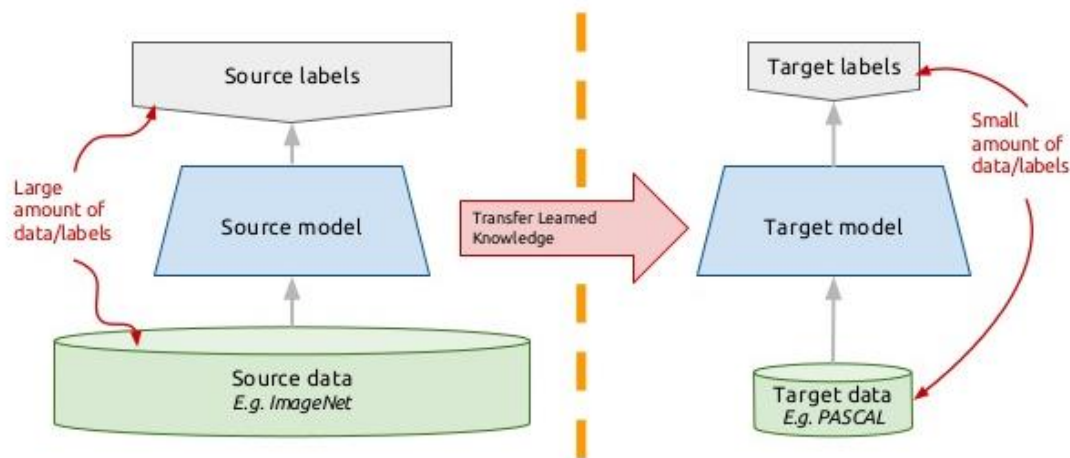 Source labels
Large
amount of
data/labels
Source model
Source data
E.g. ImageNet
Transfer Learned
Knowledge
Target labels
Small
amount of
data/labels
Target model
Target data
E.g. PASCAL